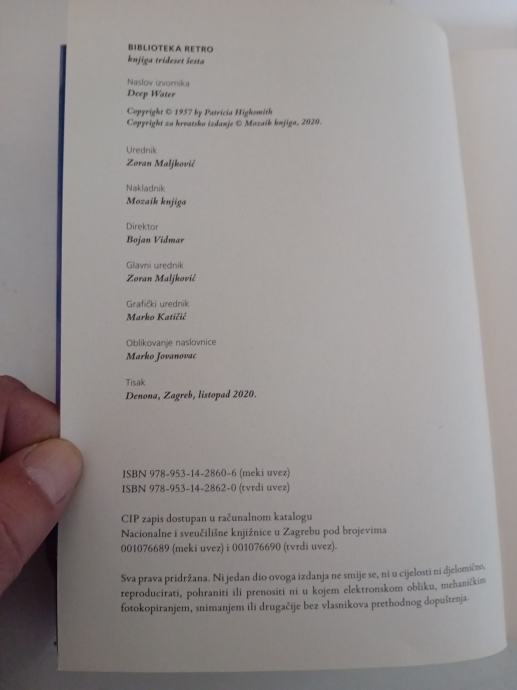 BIBLIOTEKA RETRO
knjiga trideset šesta
Naslov izvornika
Deep Water
Copyright © 1957 by Patricia Highsmith
Copyright za hrvatsko izdanje © Mozaik knjiga, 2020.
Urednik
Zoran Maljković
Nakladnik
Mozaik knjiga
Direktor
Bojan Vidmar
Glavni urednik
Zoran Maljković
Grafički urednik
Marko Katičić
Oblikovanje naslovnice
Marko Jovanovac
Tisak
Denona, Zagreb, listopad 2020.
ISBN 978-953-14-2860-6 (meki uvez)
ISBN 978-953-14-2862-0 (tvrdi uvez)
CIP zapis dostupan u računalnom katalogu
Nacionalne i sveučilišne knjižnice u Zagrebu pod brojevima
001076689 (meki uvez) i 001076690 (tvrdi uvez).
Sva prava pridržana. Ni jedan dio ovoga izdanja ne smije se, ni u cijelosti ni djelomično,
reproducirati, pohraniti ili prenositi ni u kojem elektronskom obliku, mehaničkim
fotokopiranjem, snimanjem ili drugačije bez vlasnikova prethodnog dopuštenja.